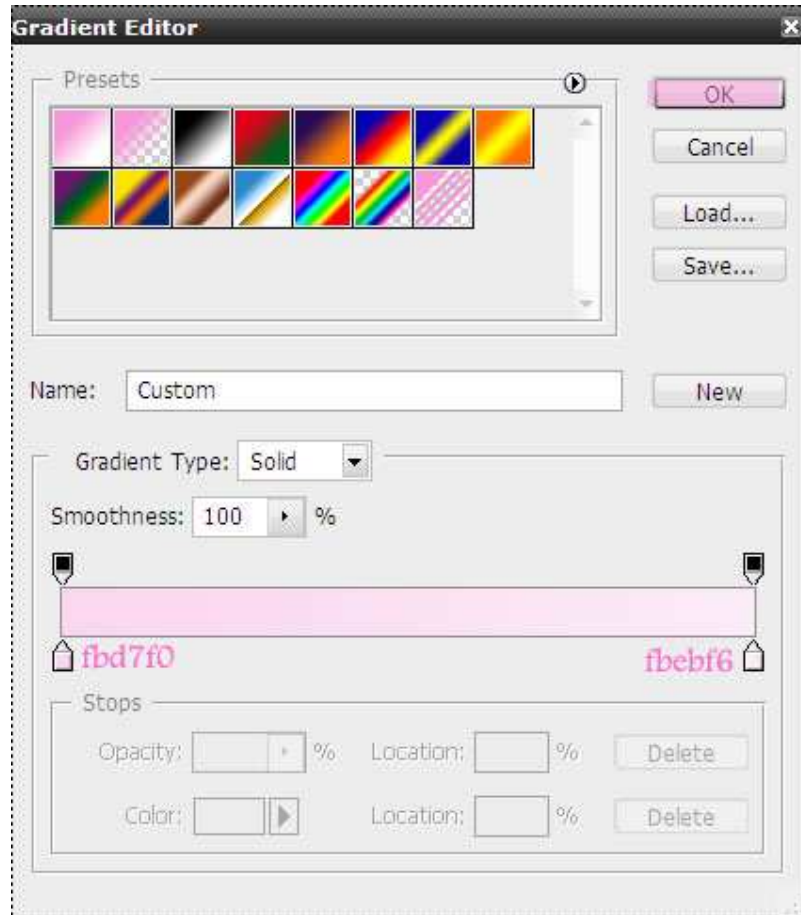 Gradient Editor
Presets
OK
Cancel
Load...
Save...
Name: Custom
New
Gradient Type: Solid
Smoothness: 100 %
fbd7f0 fbebf6
Stops
Opacity: % Location: % Delete
Color: Location: % Delete